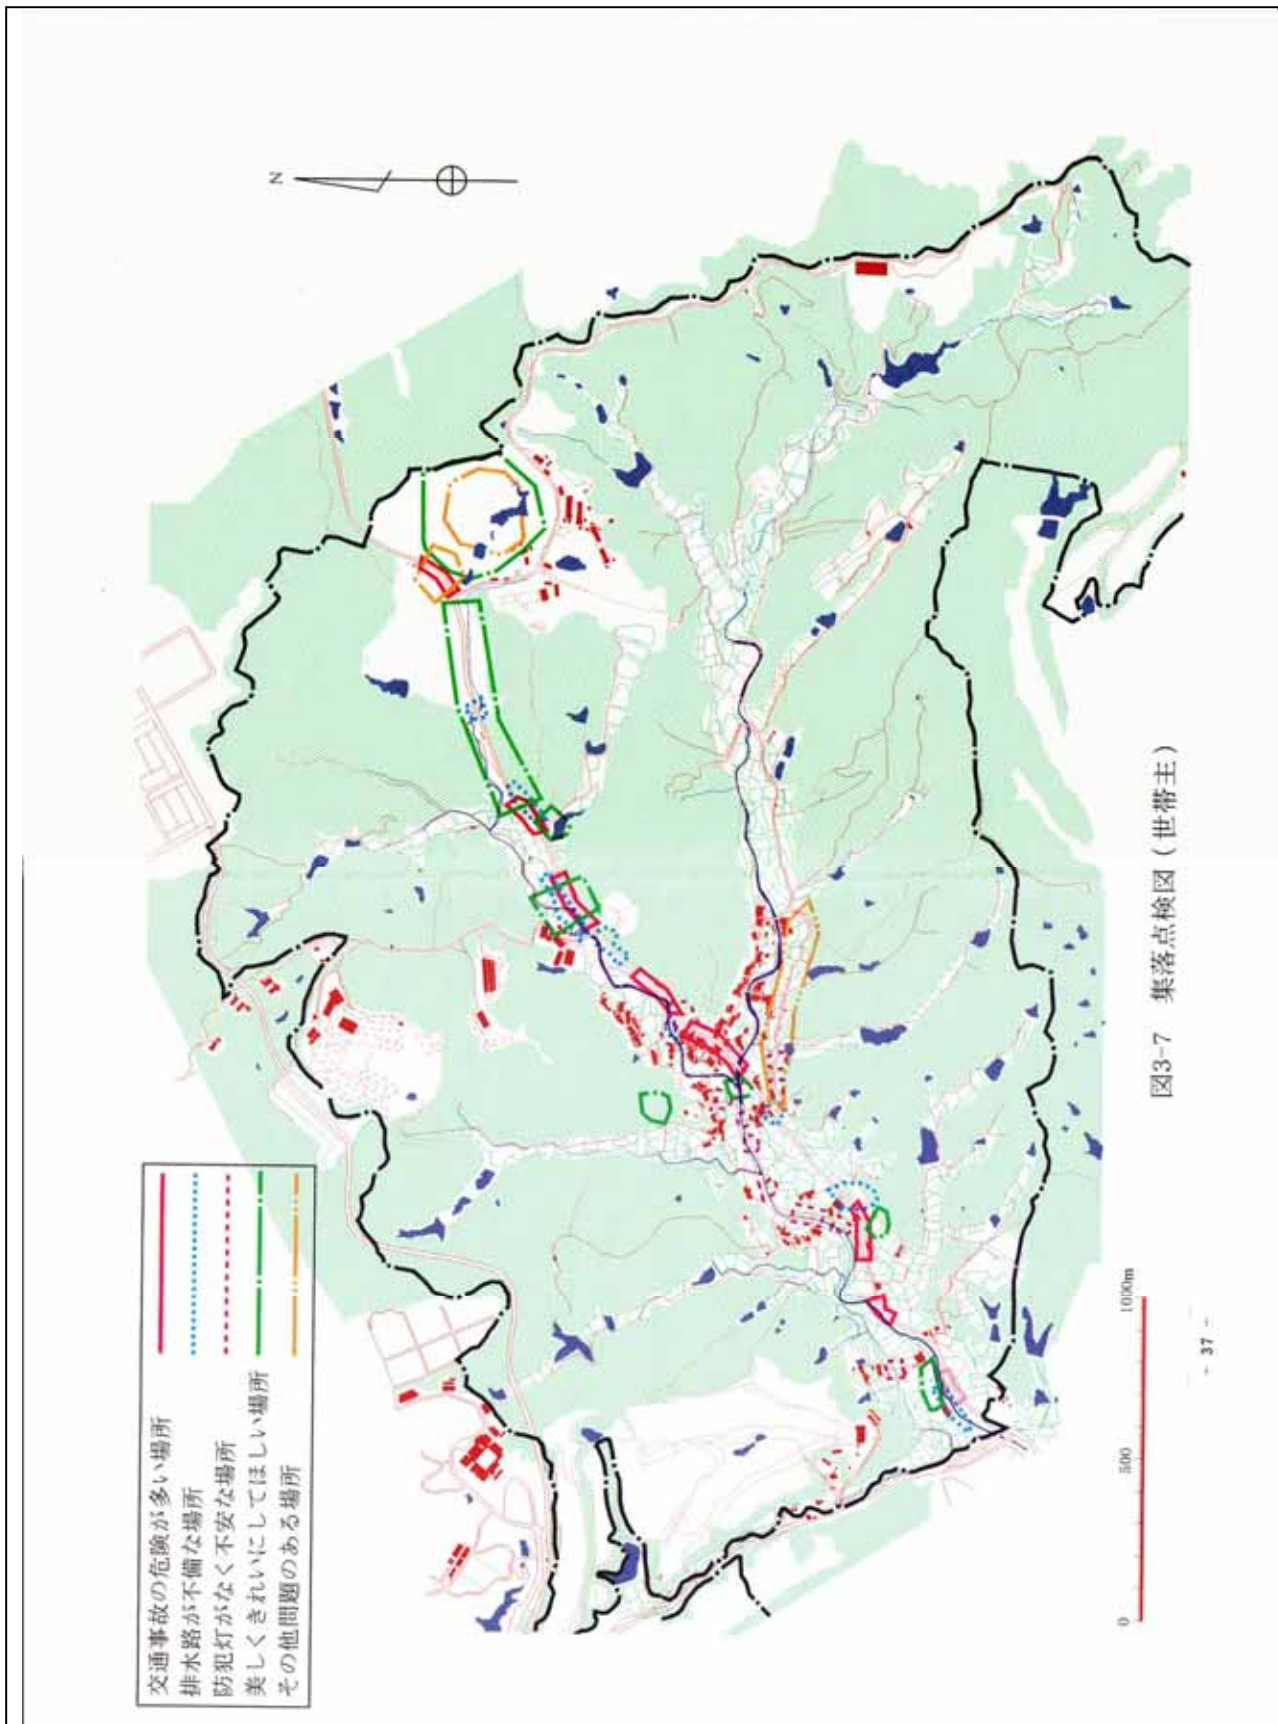 N
交通事故の危険が多い場所
排水路が不備な場所
防犯灯がなく不安な場所
美しくきれいにしてほしい場所
その他問題のある場所
0 500 1000m
図3-7 集落点検図(世帯主)
- 37 -